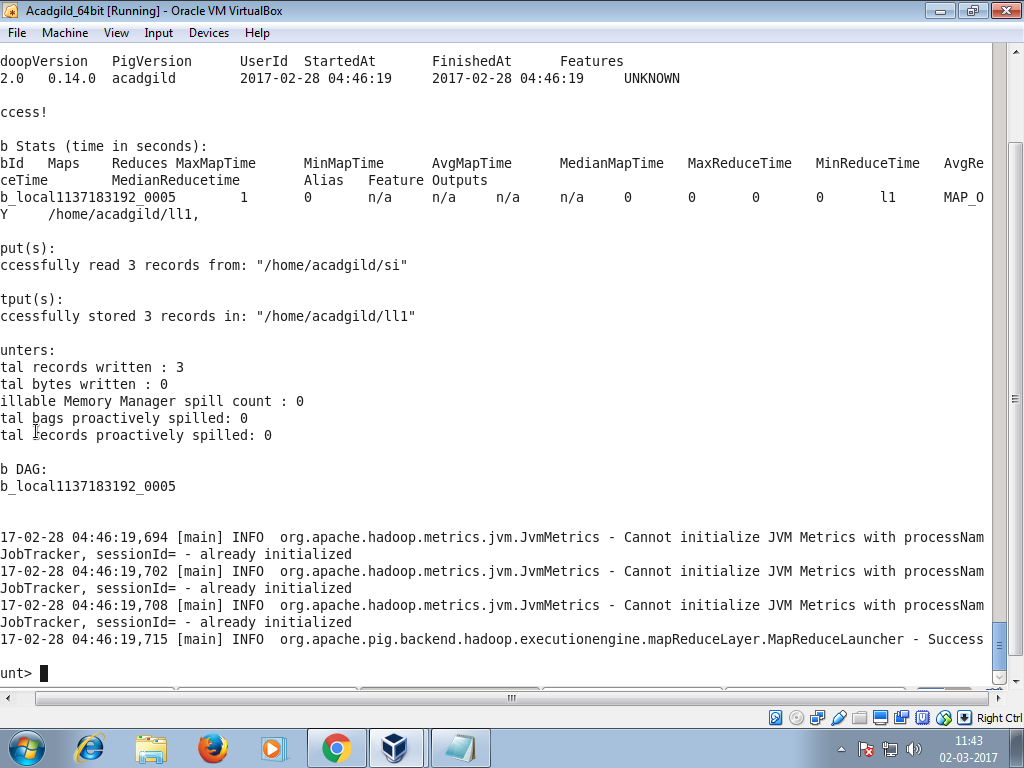 Acadgild_64bit [Running] - Oracle VM VirtualBox
File Machine View Input Devices Help
doopVersion PigVersion UserId StartedAt FinishedAt Features
2.0 0.14.0 acadgild 2017-02-28 04:46:19 2017-02-28 04:46:19 UNKNOWN
ccess!
b Stats (time in seconds):
bId Maps Reduces MaxMapTime MinMapTime AvgMapTime MedianMapTime MaxReduceTime MinReduceTime AvgRe
ceTime MedianReducetime Alias Feature Outputs
b_local1137183192_0005 1 0 n/a n/a n/a n/a 0 0 0 0 l1 MAP_O
Y /home/acadgild/ll1,
put(s):
ccessfully read 3 records from: "/home/acadgild/si"
tput(s):
ccessfully stored 3 records in: "/home/acadgild/ll1"
unters:
tal records written : 3
tal bytes written : 0
illable Memory Manager spill count : 0
tal bags proactively spilled: 0
tal records proactively spilled: 0
b DAG:
b_local1137183192_0005
17-02-28 04:46:19,694 [main] INFO org.apache.hadoop.metrics.jvm.JvmMetrics - Cannot initialize JVM Metrics with processNam
JobTracker, sessionId= - already initialized
17-02-28 04:46:19,702 [main] INFO org.apache.hadoop.metrics.jvm.JvmMetrics - Cannot initialize JVM Metrics with processNam
JobTracker, sessionId= - already initialized
17-02-28 04:46:19,708 [main] INFO org.apache.hadoop.metrics.jvm.JvmMetrics - Cannot initialize JVM Metrics with processNam
JobTracker, sessionId= - already initialized
17-02-28 04:46:19,715 [main] INFO org.apache.pig.backend.hadoop.executionengine.mapReduceLayer.MapReduceLauncher - Success
unt>
Right Ctrl
11:43
02-03-2017